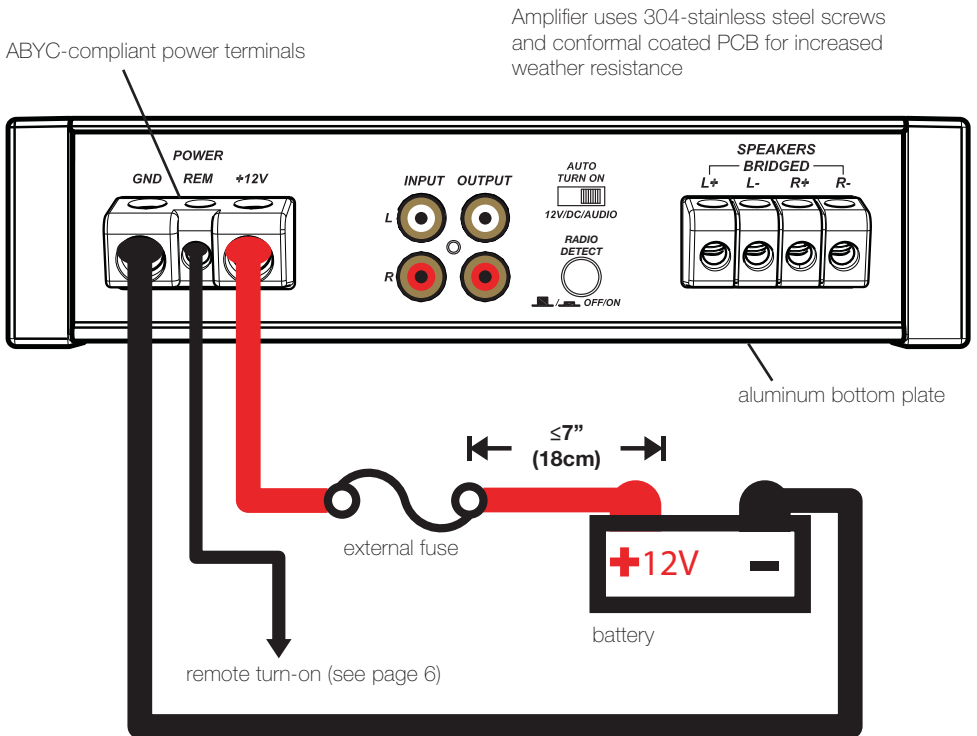 Amplifier uses 304-stainless steel screws
and conformal coated PCB for increased
weather resistance
ABYC-compliant power terminals
POWER
GND REM +12V
INPUT OUTPUT
L
R
AUTO
TURN ON
12V/DC/AUDIO
RADIO
DETECT
OFF/ON
SPEAKERS
BRIDGED
L+ L- R+ R-
aluminum bottom plate
≤7”
(18cm)
external fuse
+12V −
battery
remote turn-on (see page 6)